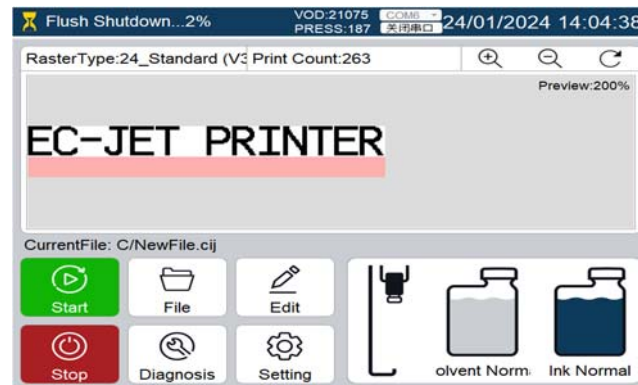 Flush Shutdown...2%
VOD:21075
PRESS:187
COM6
关闭串口
24/01/2024 14:04:38
RasterType:24_Standard (V3
Print Count:263
Preview:200%
EC-JET PRINTER
CurrentFile: C/NewFile.cij
Start
File
Edit
Stop
Diagnosis
Setting
olvent Norm
Ink Normal